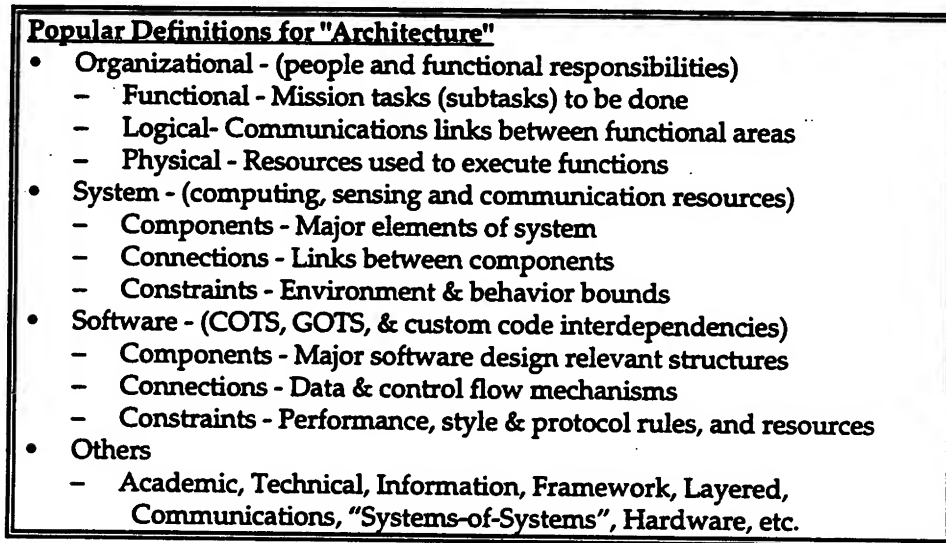 Popular Definitions for "Architecture"
• Organizational - (people and functional responsibilities)
– Functional - Mission tasks (subtasks) to be done
– Logical- Communications links between functional areas
– Physical - Resources used to execute functions
• System - (computing, sensing and communication resources)
– Components - Major elements of system
– Connections - Links between components
– Constraints - Environment & behavior bounds
• Software - (COTS, GOTS, & custom code interdependencies)
– Components - Major software design relevant structures
– Connections - Data & control flow mechanisms
– Constraints - Performance, style & protocol rules, and resources
• Others
– Academic, Technical, Information, Framework, Layered,
Communications, "Systems-of-Systems", Hardware, etc.